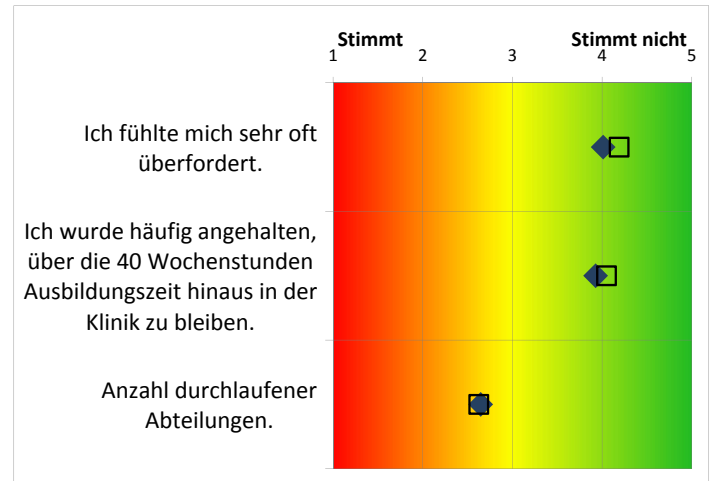 Stimmt
Stimmt nicht
1 2 3 4 5
Ich fühlte mich sehr oft
überfordert.
Ich wurde häufig angehalten,
über die 40 Wochenstunden
Ausbildungszeit hinaus in der
Klinik zu bleiben.
Anzahl durchlaufener
Abteilungen.